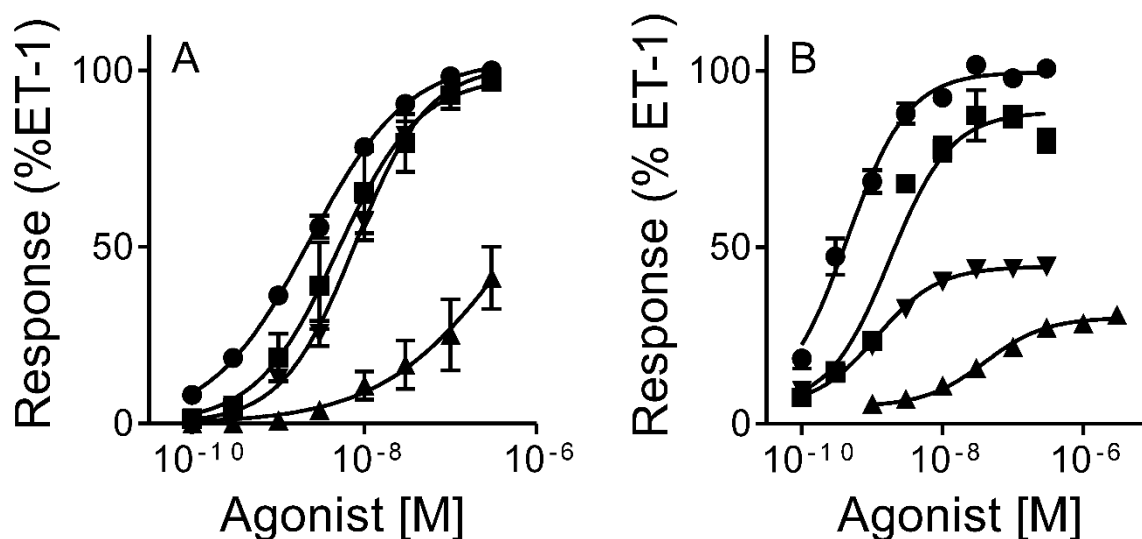 A
Response (%ET-1)
100
50
0
10-10
10-8
10-6
Agonist [M]
B
Response (% ET-1)
100
50
0
10-10
10-8
10-6
Agonist [M]